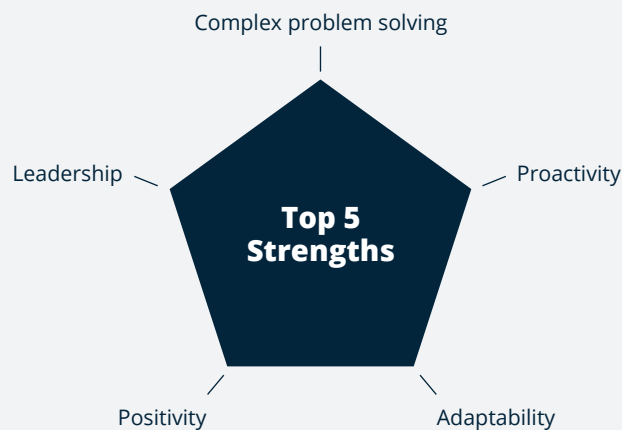 Complex problem solving
Leadership
Proactivity
Top 5
Strengths
Positivity
Adaptability